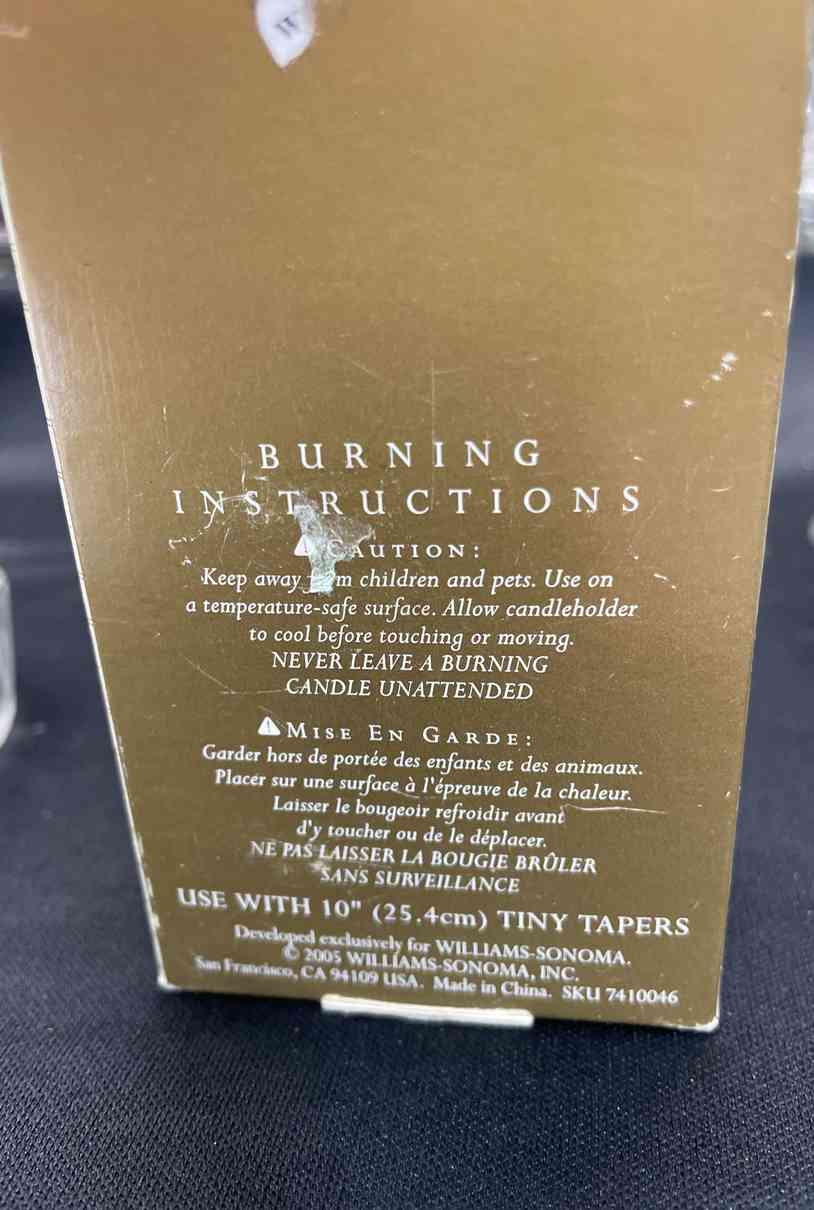 BURNING
INSTRUCTIONS
CAUTION:
Keep away from children and pets. Use on
a temperature-safe surface. Allow candleholder
to cool before touching or moving.
NEVER LEAVE A BURNING
CANDLE UNATTENDED
MISE EN GARDE:
Garder hors de portée des enfants et des animaux.
Placer sur une surface à l'épreuve de la chaleur.
Laisser le bougeoir refroidir avant
d'y toucher ou de le déplacer.
NE PAS LAISSER LA BOUGIE BRÛLER
SANS SURVEILLANCE
USE WITH 10" (25.4cm) TINY TAPERS
Developed exclusively for WILLIAMS-SONOMA.
© 2005 WILLIAMS-SONOMA, INC.
San Francisco, CA 94109 USA. Made in China. SKU 7410046